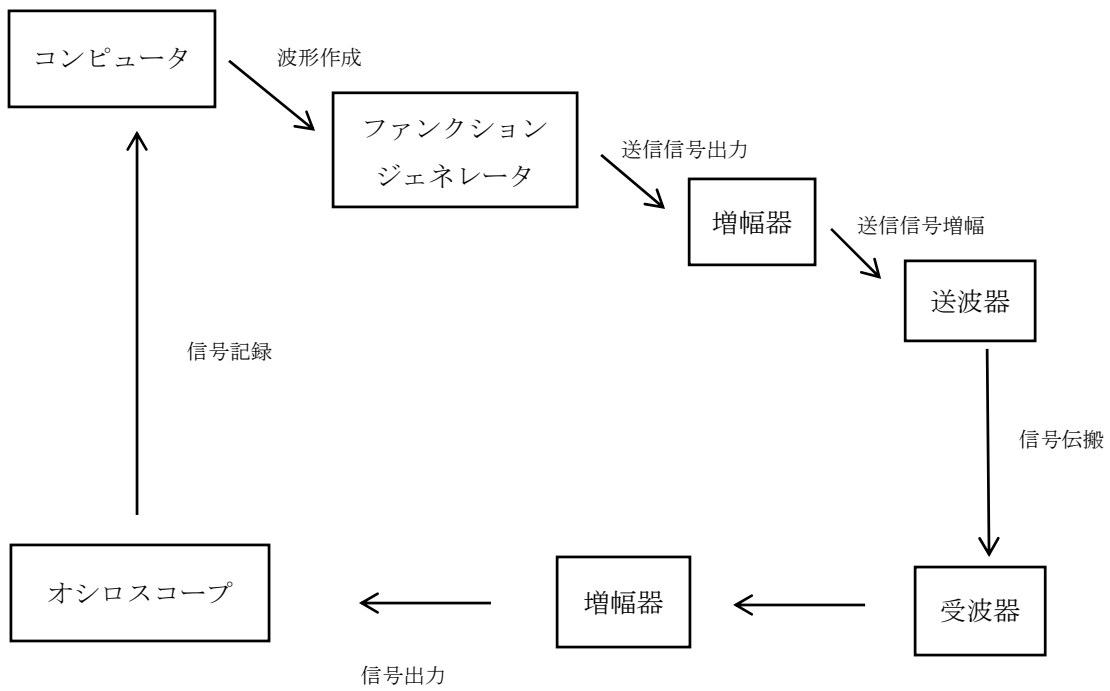 コンピュータ
波形作成
ファンクション
ジェネレータ
送信信号出力
増幅器
送信信号増幅
送波器
信号記録
信号伝搬
オシロスコープ
増幅器
受波器
信号出力